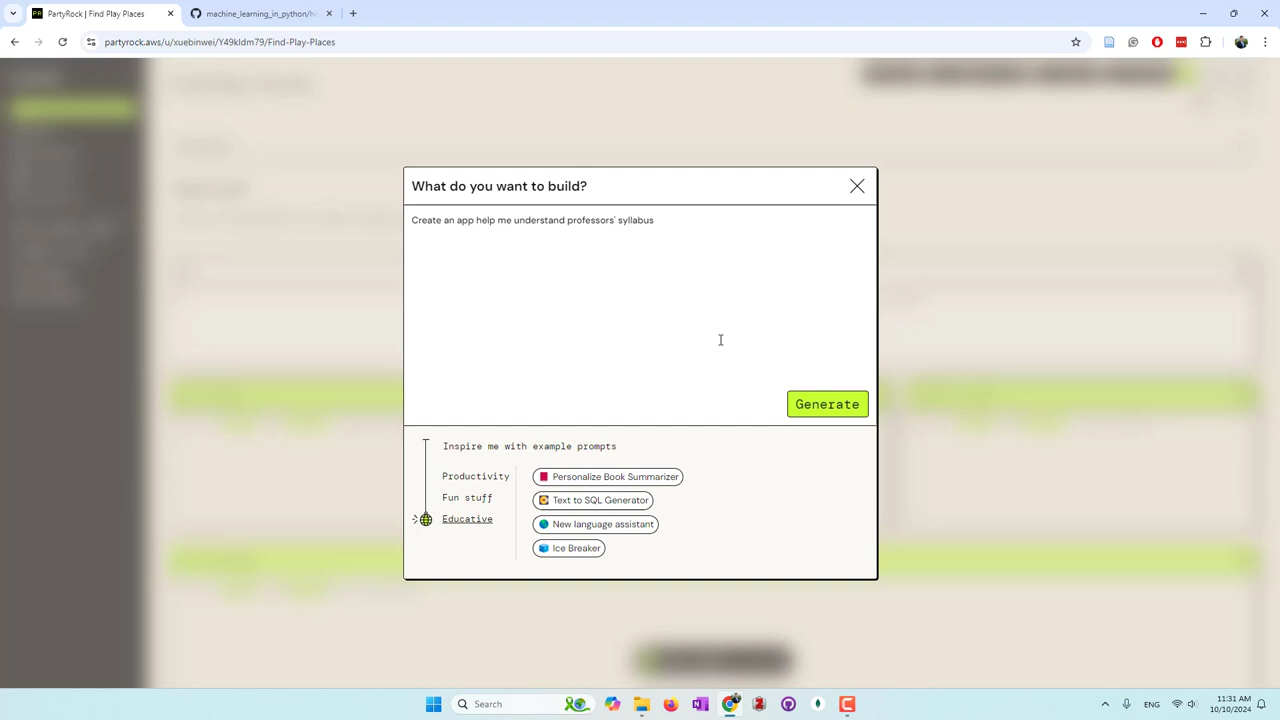 PR PartyRock | Find Play Places
machine_learning_in_python/h
partyrock.aws/u/xuebinwei/Y49kIdm79/Find-Play-Places
What do you want to build?
Create an app help me understand professors' syllabus
Generate
Inspire me with example prompts
Productivity
Personalize Book Summarizer
Fun stuff
Text to SQL Generator
Educative
New language assistant
Ice Breaker
Search
ENG
11:31 AM
10/10/2024